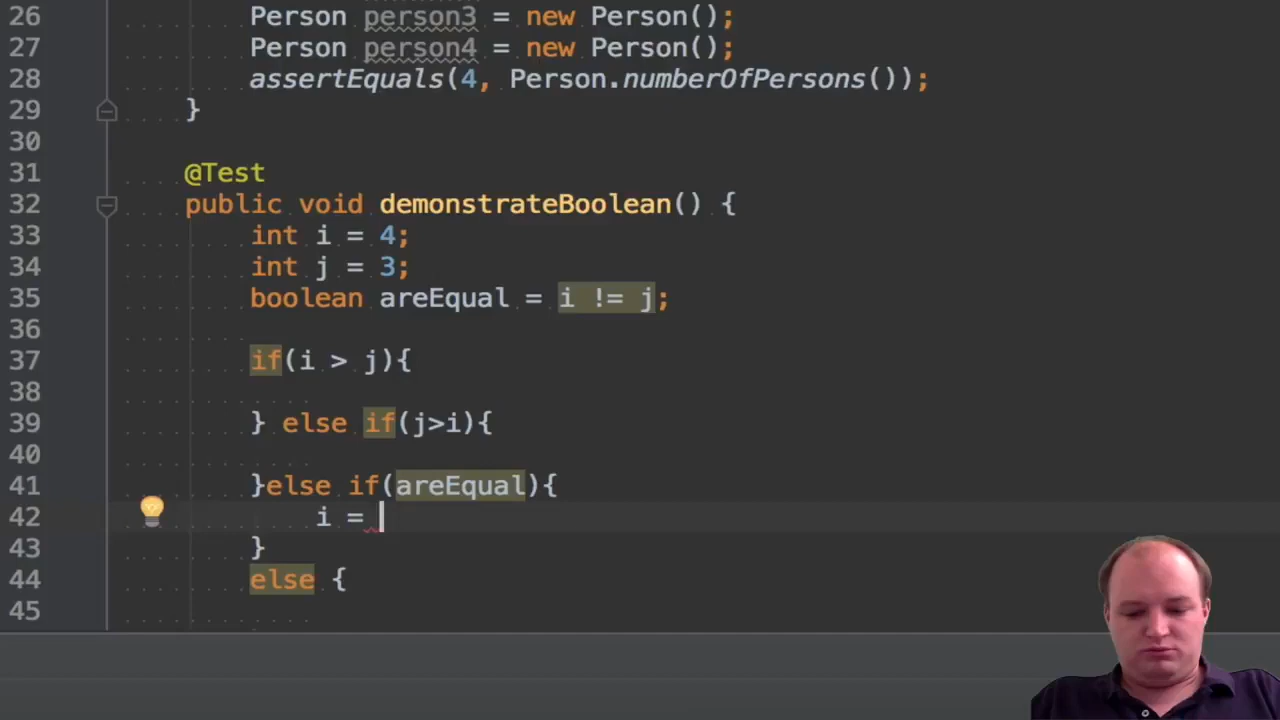 26 Person person3 = new Person();
27 Person person4 = new Person();
28 assertEquals(4, Person.numberOfPersons());
29 }
30
31 @Test
32 public void demonstrateBoolean() {
33 int i = 4;
34 int j = 3;
35 boolean areEqual = i != j;
36
37 if(i > j){
38
39 } else if(j>i){
40
41 }else if(areEqual){
42 i =
43 }
44 else {
45